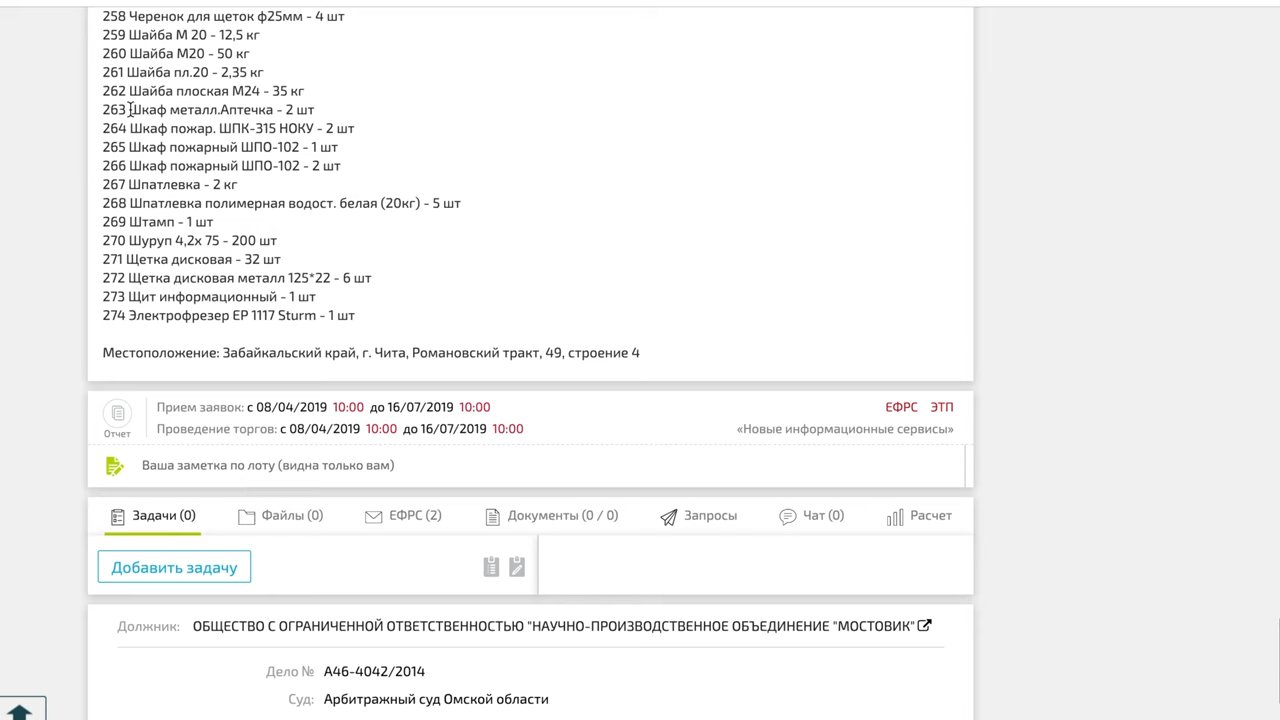 258 Черенок для щеток ф25мм - 4 шт
259 Шайба М 20 - 12,5 кг
260 Шайба М20 - 50 кг
261 Шайба пл.20 - 2,35 кг
262 Шайба плоская М24 - 35 кг
263 Шкаф металл.Аптечка - 2 шт
264 Шкаф пожар. ШПК-315 НОКУ - 2 шт
265 Шкаф пожарный ШПО-102 - 1 шт
266 Шкаф пожарный ШПО-102 - 2 шт
267 Шпатлевка - 2 кг
268 Шпатлевка полимерная водост. белая (20кг) - 5 шт
269 Штамп - 1 шт
270 Шуруп 4,2х 75 - 200 шт
271 Щетка дисковая - 32 шт
272 Щетка дисковая металл 125*22 - 6 шт
273 Щит информационный - 1 шт
274 Электрофрезер ЕР 1117 Sturm - 1 шт
Местоположение: Забайкальский край, г. Чита, Романовский тракт, 49, строение 4
Прием заявок: с 08/04/2019 10:00 до 16/07/2019 10:00 ЕФРС ЭТП
Отчет
Проведение торгов: с 08/04/2019 10:00 до 16/07/2019 10:00 «Новые информационные сервисы»
Ваша заметка по лоту (видна только вам)
Задачи (0) Файлы (0) ЕФРС (2) Документы (0 / 0) Запросы Чат (0) Расчет
Добавить задачу
Должник: ОБЩЕСТВО С ОГРАНИЧЕННОЙ ОТВЕТСТВЕННОСТЬЮ "НАУЧНО-ПРОИЗВОДСТВЕННОЕ ОБЪЕДИНЕНИЕ "МОСТОВИК"
Дело № А46-4042/2014
Суд: Арбитражный суд Омской области